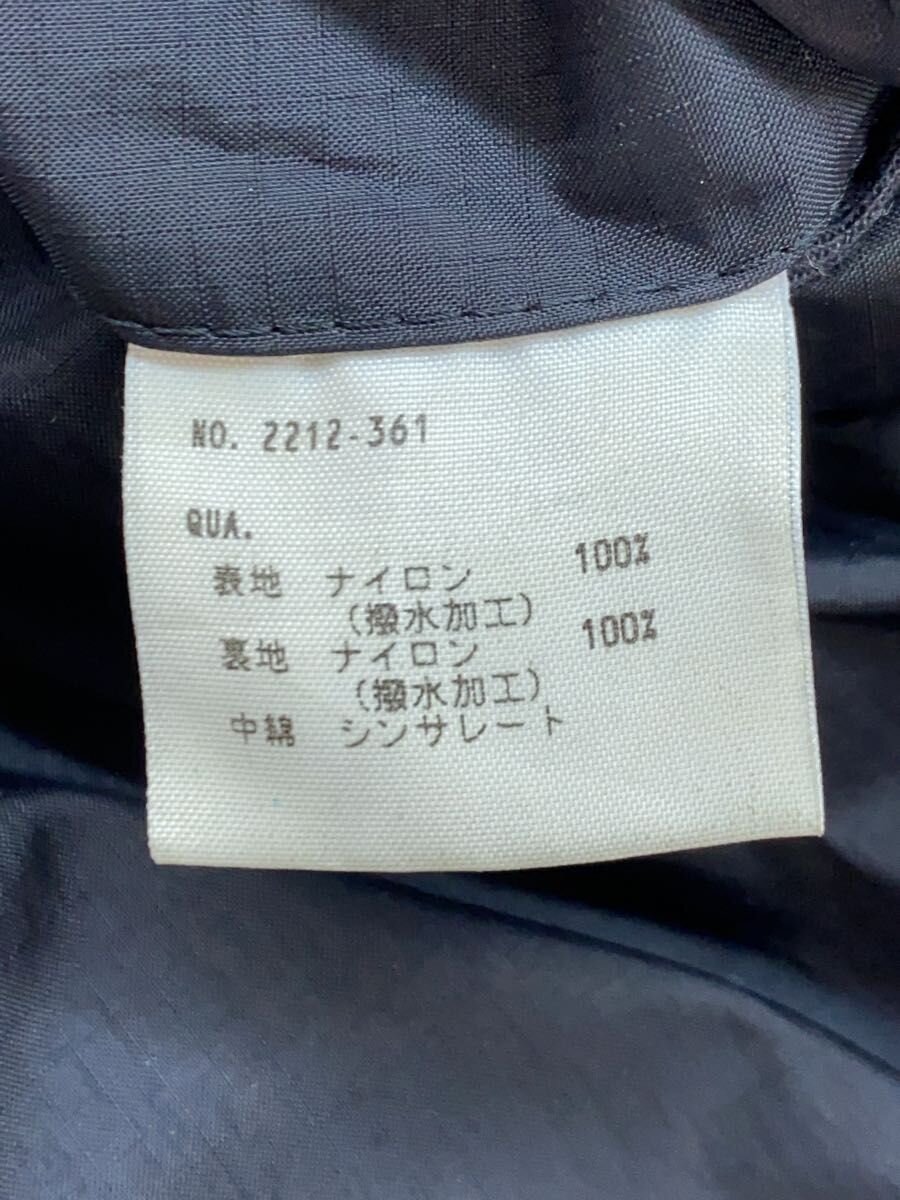 NO. 2212-361
QUA.
表地 ナイロン 100%
(撥水加工)
裏地 ナイロン 100%
(撥水加工)
中綿 シンサレート